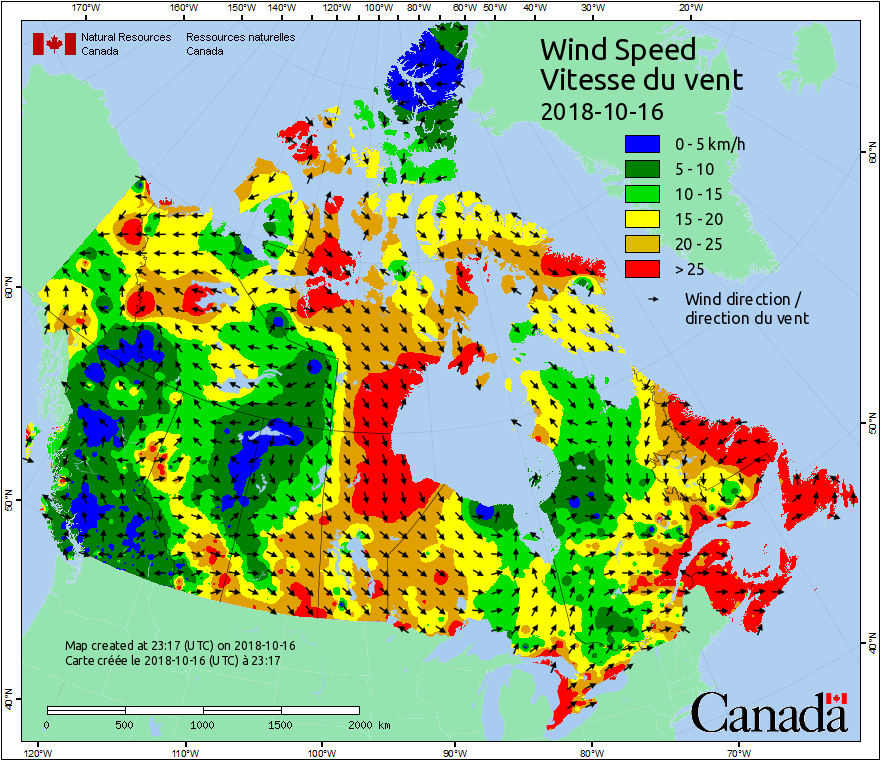 170°W 160°W 150°W 140°W 130°W 120°W 110°W 100°W 80°W 60°W 50°W 40°W 30°W 20°W
Natural Resources Ressources naturelles
Canada Canada
Wind Speed
Vitesse du vent
2018-10-16
0 - 5 km/h
5 - 10
10 - 15
15 - 20
20 - 25
> 25
Wind direction /
direction du vent
60°N
60°N
50°N
50°N
40°N
40°N
Map created at 23:17 (UTC) on 2018-10-16
Carte créée le 2018-10-16 (UTC) à 23:17
0 500 1000 1500 2000 km
Canada
120°W 110°W 100°W 90°W 80°W 70°W